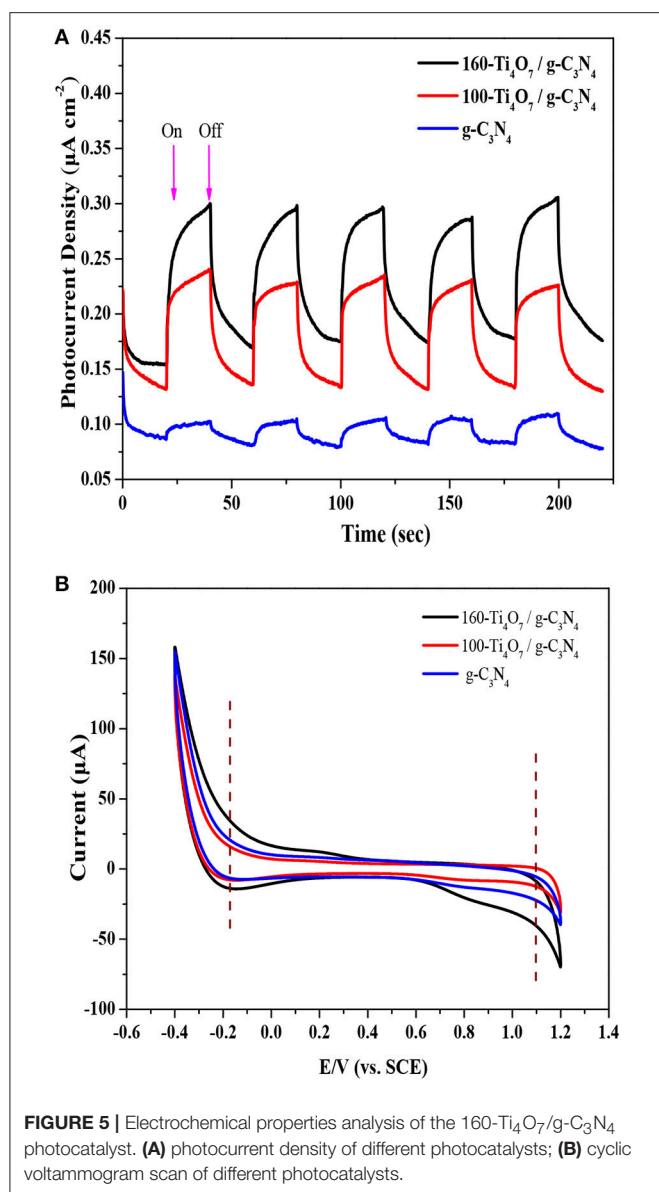 A
0.45
0.40
0.35
0.30
0.25
0.20
0.15
0.10
0.05
Photocurrent Density (µA cm⁻²)
160-Ti₄O₇ / g-C₃N₄
100-Ti₄O₇ / g-C₃N₄
g-C₃N₄
On Off
0 50 100 150 200
Time (sec)
B
200
150
100
50
0
-50
-100
Current (µA)
160-Ti₄O₇ / g-C₃N₄
100-Ti₄O₇ / g-C₃N₄
g-C₃N₄
-0.6 -0.4 -0.2 0.0 0.2 0.4 0.6 0.8 1.0 1.2 1.4
E/V (vs. SCE)
FIGURE 5 | Electrochemical properties analysis of the 160-Ti₄O₇/g-C₃N₄
photocatalyst. (A) photocurrent density of different photocatalysts; (B) cyclic
voltammogram scan of different photocatalysts.